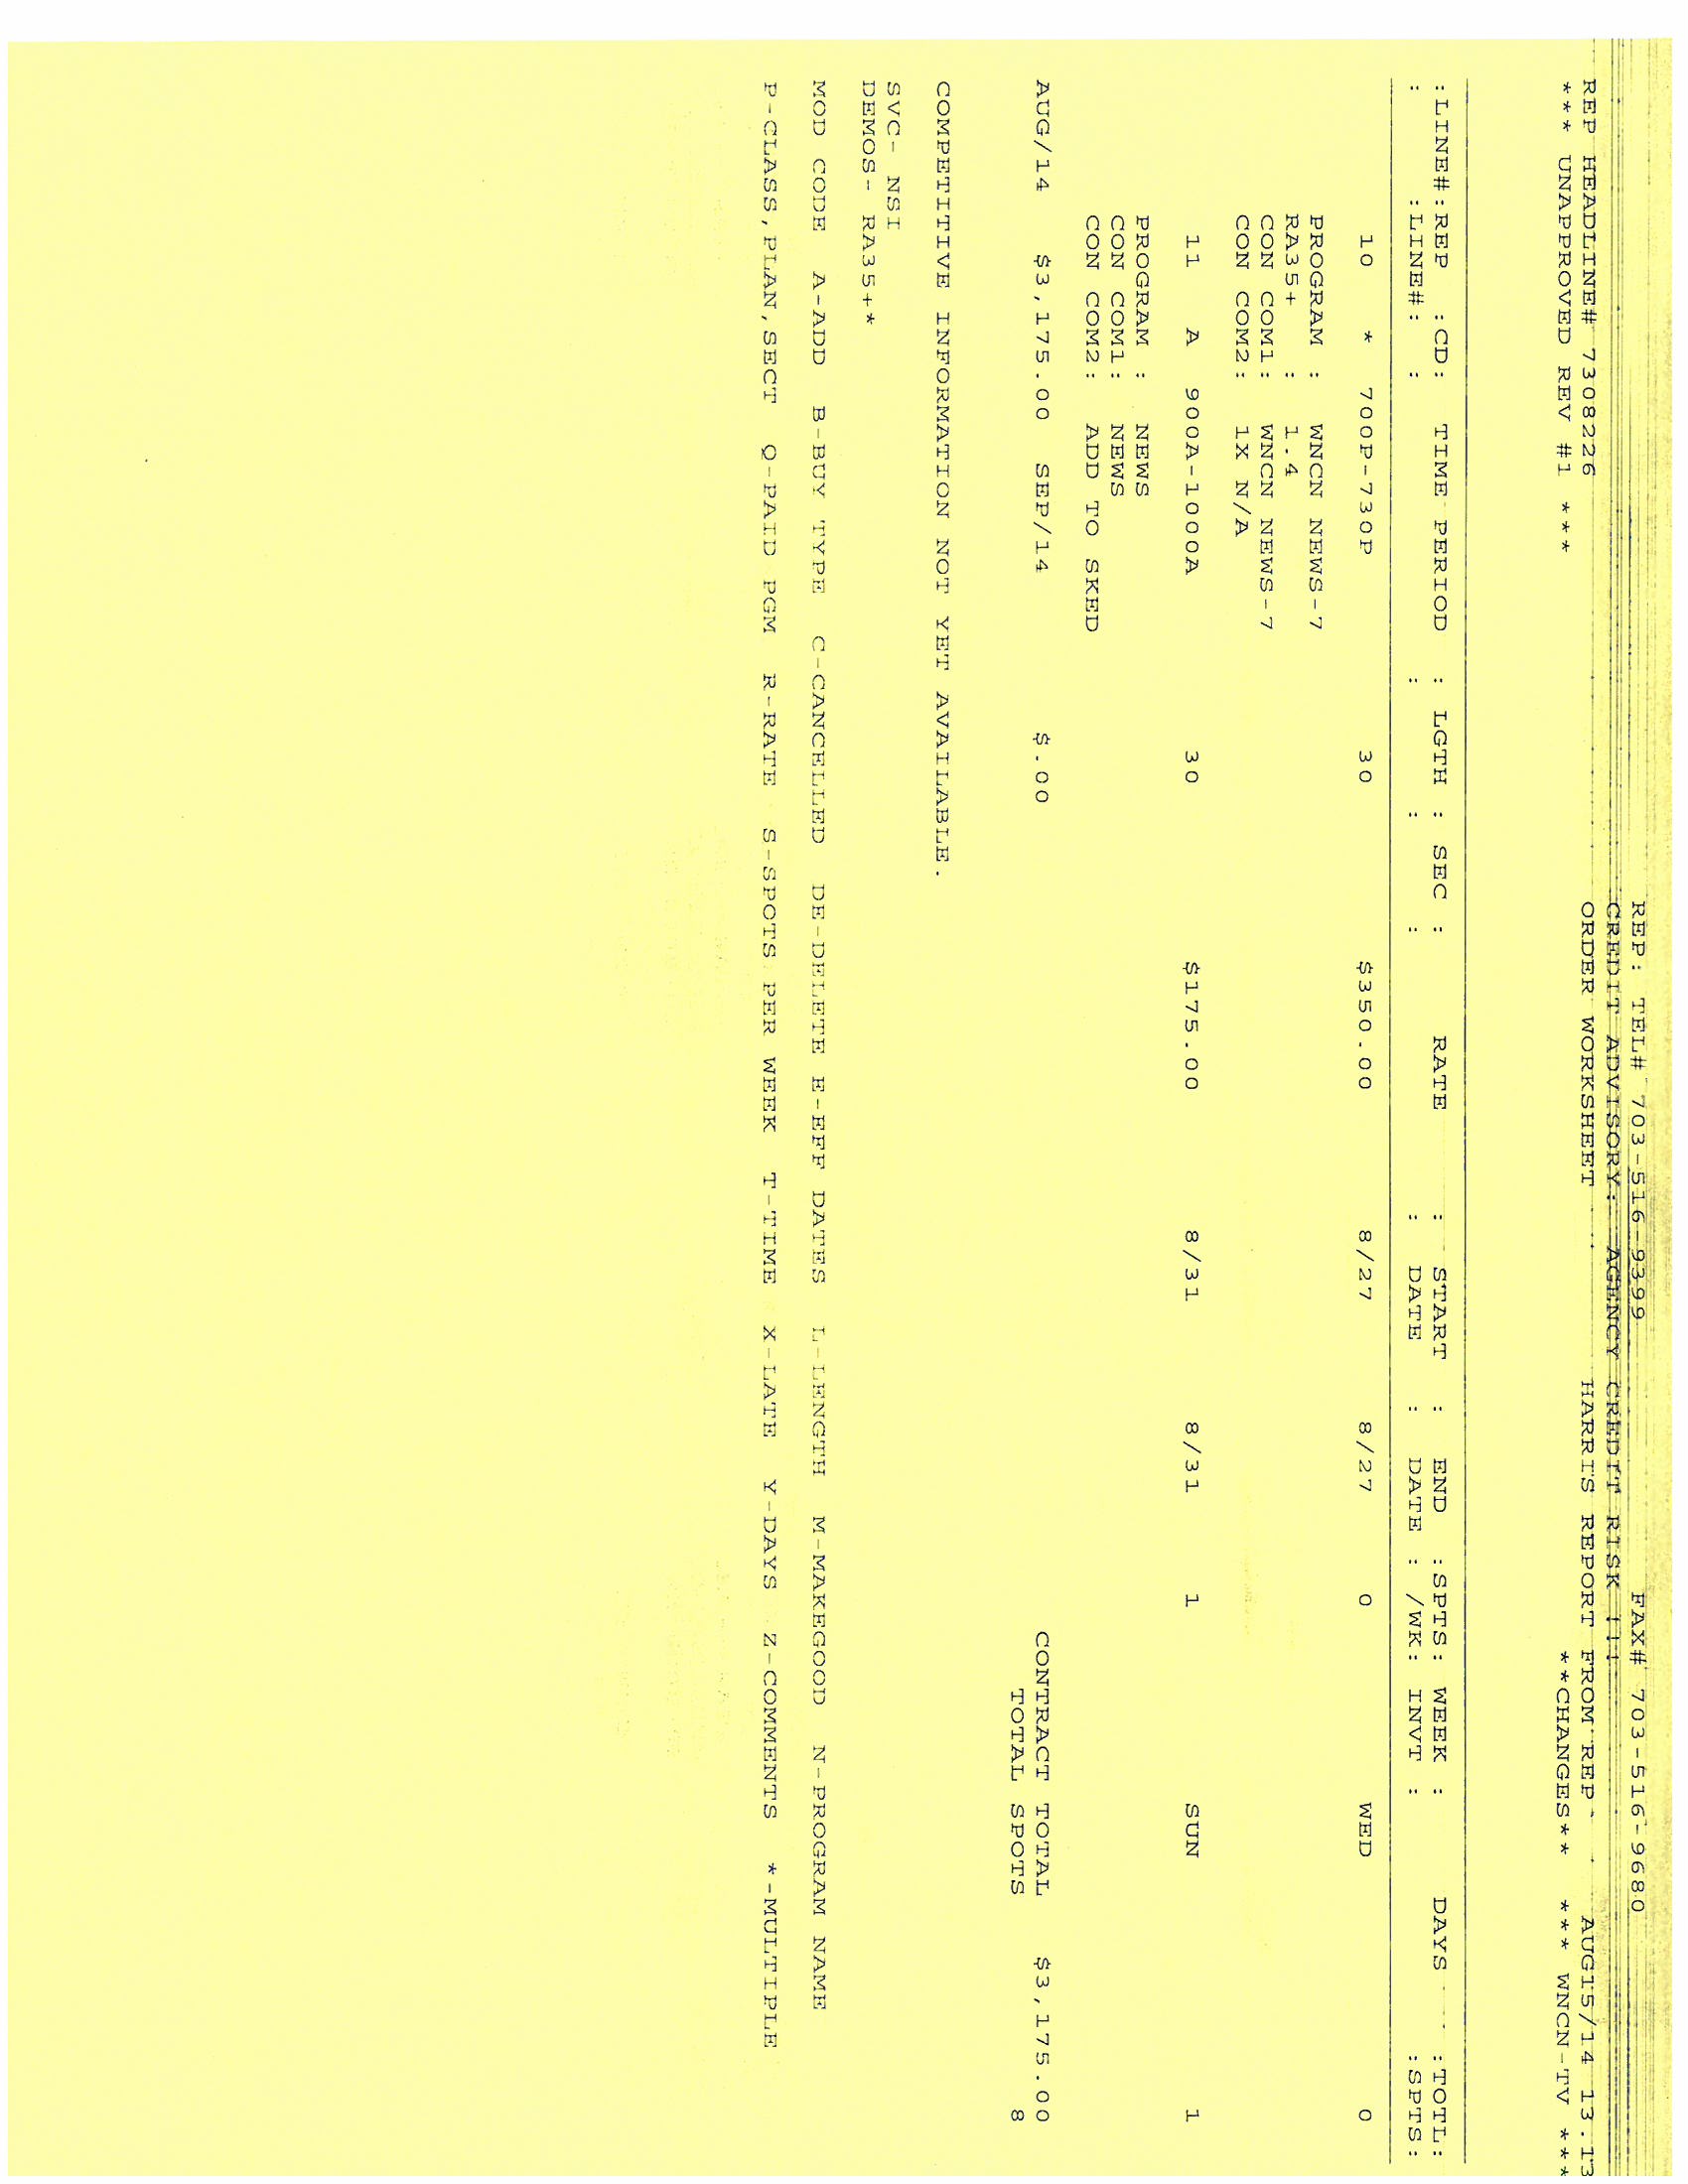 REP: TEL# 703-516-9399 FAX# 703-516-9680
CREDIT ADVISORY: AGENCY CREDIT RISK !!!
REP HEADLINE# 7308226 ORDER WORKSHEET HARRIS REPORT FROM REP AUG15/14 13.13
*** UNAPPROVED REV #1 *** **CHANGES** *** WNCN-TV ***
:LINE#:REP :CD: TIME PERIOD : LGTH : SEC : RATE : START : END :SPTS: WEEK : DAYS :TOTL:
: :LINE#: : : : : : DATE : DATE : /WK: INVT : :SPTS:
10 * 700P-730P 30 $350.00 8/27 8/27 0 WED 0
PROGRAM : WNCN NEWS-7
RA35+ : 1.4
CON COM1: WNCN NEWS-7
CON COM2: 1X N/A
11 A 900A-1000A 30 $175.00 8/31 8/31 1 SUN 1
PROGRAM : NEWS
CON COM1: NEWS
CON COM2: ADD TO SKED
AUG/14 $3,175.00 SEP/14 $.00 CONTRACT TOTAL $3,175.00
TOTAL SPOTS 8
COMPETITIVE INFORMATION NOT YET AVAILABLE.
SVC- NSI
DEMOS- RA35+*
MOD CODE A-ADD B-BUY TYPE C-CANCELLED DE-DELETE E-EFF DATES L-LENGTH M-MAKEGOOD N-PROGRAM NAME
P-CLASS,PLAN,SECT Q-PAID PGM R-RATE S-SPOTS PER WEEK T-TIME X-LATE Y-DAYS Z-COMMENTS *-MULTIPLE